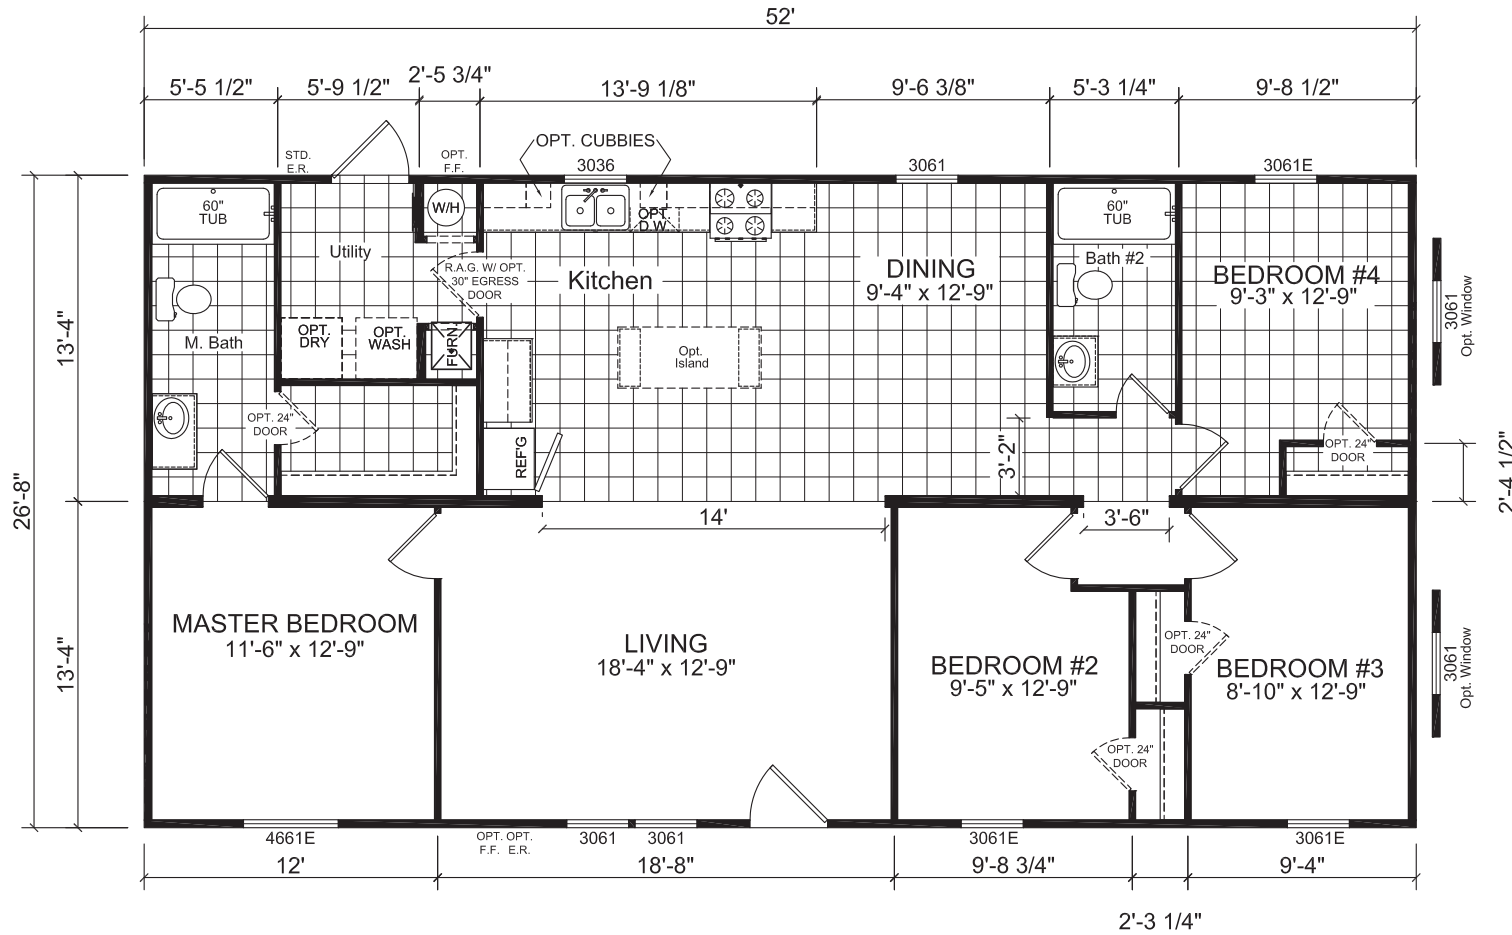 52'
5'-5 1/2"
5'-9 1/2"
2'-5 3/4"
13'-9 1/8"
9'-6 3/8"
5'-3 1/4"
9'-8 1/2"
OPT. CUBBIES
STD.
E.R.
OPT.
F.F.
3036
3061
3061E
60"
TUB
W/H
OPT.
D.W.
60"
TUB
Utility
Bath #2
R.A.G. W/ OPT.
30" EGRESS
DOOR
Kitchen
DINING
9'-4" x 12'-9"
BEDROOM #4
9'-3" x 12'-9"
3061
Opt. Window
13'-4"
M. Bath
OPT.
DRY
OPT.
WASH
FURN
Opt.
Island
OPT. 24"
DOOR
REF'G
3'-2"
OPT. 24"
DOOR
2'-4 1/2"
26'-8"
14'
3'-6"
MASTER BEDROOM
11'-6" x 12'-9"
LIVING
18'-4" x 12'-9"
BEDROOM #2
9'-5" x 12'-9"
OPT. 24"
DOOR
BEDROOM #3
8'-10" x 12'-9"
3061
Opt. Window
13'-4"
OPT. 24"
DOOR
4661E
OPT. OPT.
F.F. E.R.
3061
3061
3061E
3061E
12'
18'-8"
9'-8 3/4"
9'-4"
2'-3 1/4"